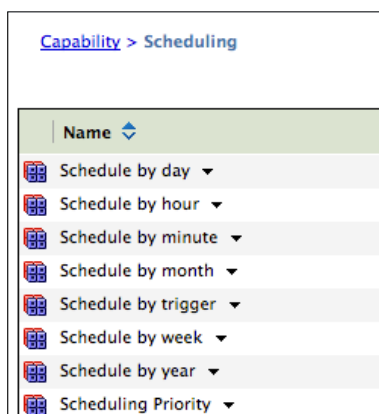 Capability > Scheduling
Name
Schedule by day
Schedule by hour
Schedule by minute
Schedule by month
Schedule by trigger
Schedule by week
Schedule by year
Scheduling Priority